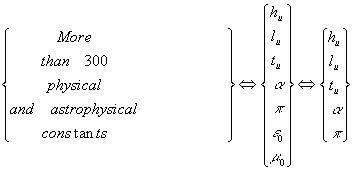 More
than 300
physical
and astrophysical
constants
⇔
h_u
l_u
t_u
α
π
ε_0
μ_0
⇔
h_u
l_u
t_u
α
π